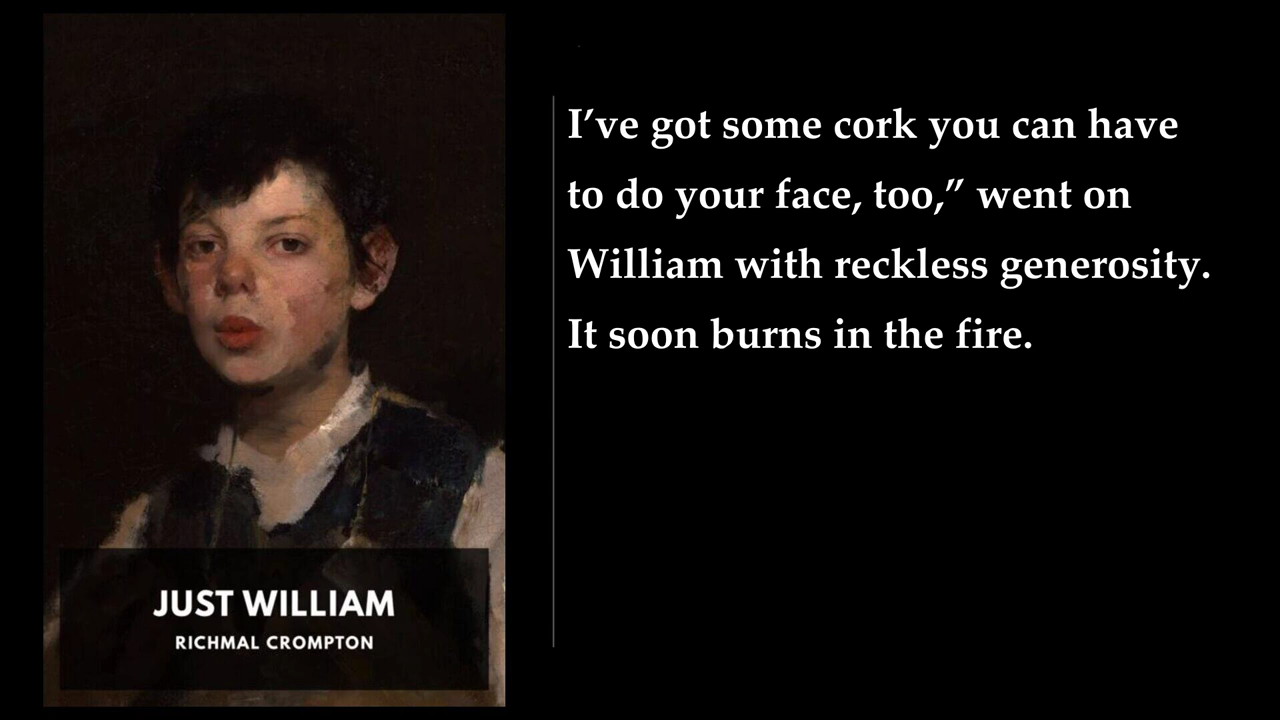 I’ve got some cork you can have
to do your face, too,” went on
William with reckless generosity.
It soon burns in the fire.
JUST WILLIAM
RICHMAL CROMPTON